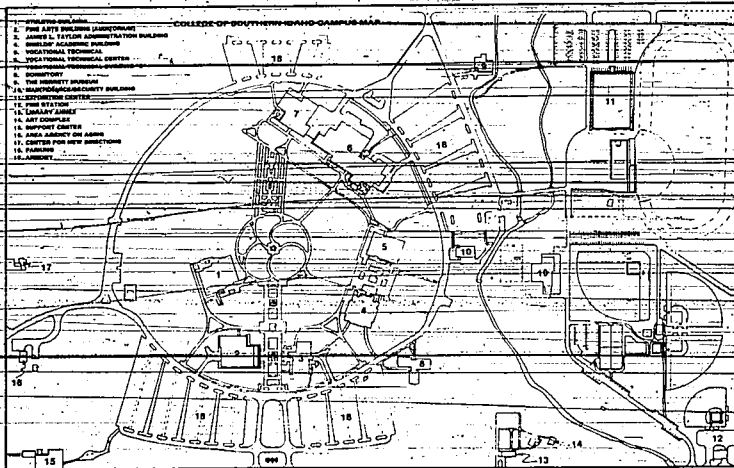 COLLEGE OF SOUTHERN IDAHO CAMPUS MAP
1. ATHLETIC BUILDING
2. FINE ARTS BUILDING (AUDITORIUM)
3. JAMES L. TAYLOR ADMINISTRATION BUILDING
4. SHIELDS' ACADEMIC BUILDING
5. VOCATIONAL TECHNICAL
6. VOCATIONAL TECHNICAL CENTER
8. DORMITORY
9. THE HERRETT MUSEUM
10. MAINTENANCE/SECURITY BUILDING
11. EXPOSITION CENTER
12. FIRE STATION
13. LIBRARY ANNEX
14. ART COMPLEX
15. SUPPORT CENTER
16. AREA AGENCY ON AGING
17. CENTER FOR NEW DIRECTIONS
18. PARKING
18
9
11
7
6
18
5
10
17
1
19
4
2
3
8
16
18
18
14
12
15
13